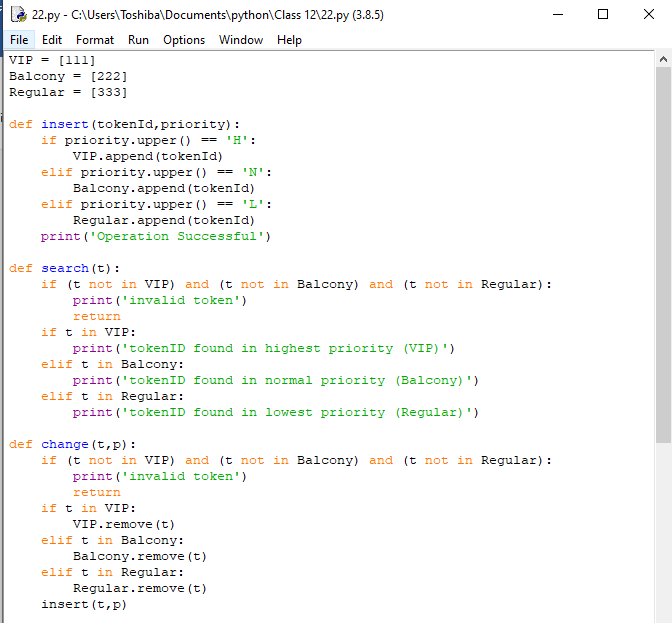 22.py - C:\Users\Toshiba\Documents\python\Class 12\22.py (3.8.5)
File Edit Format Run Options Window Help
VIP = [111]
Balcony = [222]
Regular = [333]

def insert(tokenId,priority):
    if priority.upper() == 'H':
        VIP.append(tokenId)
    elif priority.upper() == 'N':
        Balcony.append(tokenId)
    elif priority.upper() == 'L':
        Regular.append(tokenId)
    print('Operation Successful')

def search(t):
    if (t not in VIP) and (t not in Balcony) and (t not in Regular):
        print('invalid token')
        return
    if t in VIP:
        print('tokenID found in highest priority (VIP)')
    elif t in Balcony:
        print('tokenID found in normal priority (Balcony)')
    elif t in Regular:
        print('tokenID found in lowest priority (Regular)')

def change(t,p):
    if (t not in VIP) and (t not in Balcony) and (t not in Regular):
        print('invalid token')
        return
    if t in VIP:
        VIP.remove(t)
    elif t in Balcony:
        Balcony.remove(t)
    elif t in Regular:
        Regular.remove(t)
    insert(t,p)